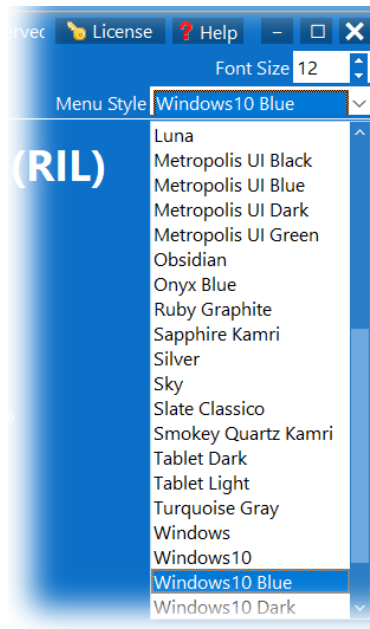 License ? Help
Font Size 12
Menu Style Windows10 Blue
(RIL)
Luna
Metropolis UI Black
Metropolis UI Blue
Metropolis UI Dark
Metropolis UI Green
Obsidian
Onyx Blue
Ruby Graphite
Sapphire Kamri
Silver
Sky
Slate Classico
Smokey Quartz Kamri
Tablet Dark
Tablet Light
Turquoise Gray
Windows
Windows10
Windows10 Blue
Windows10 Dark